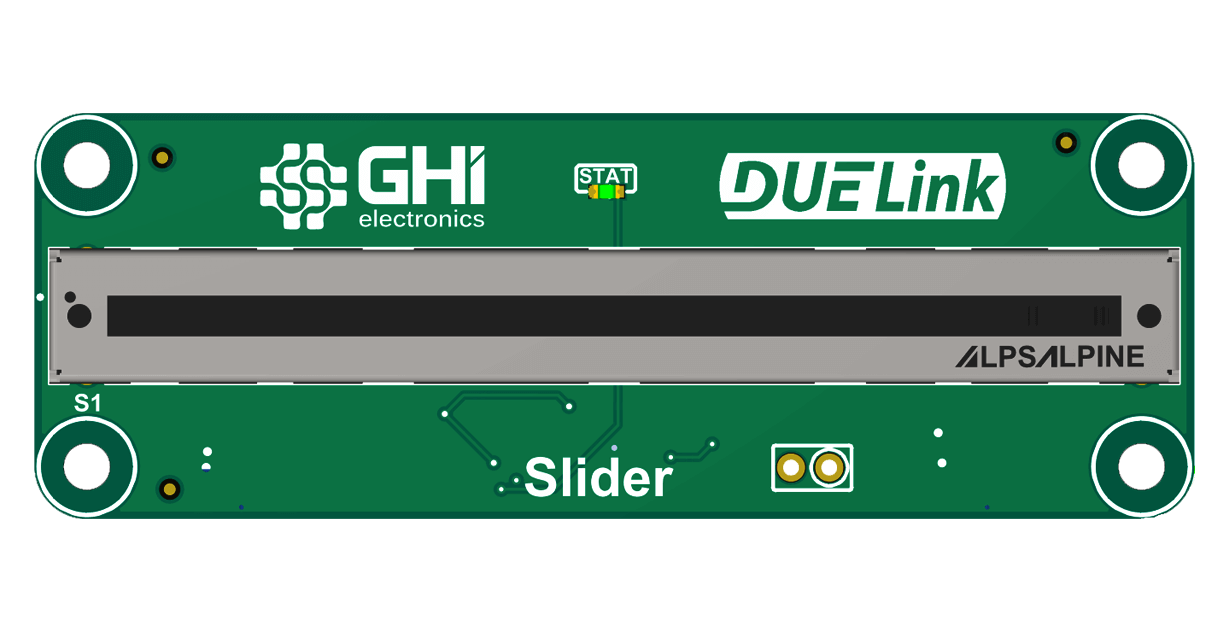 GHI
electronics
STAT
DUELink
ALPSALPINE
S1
Slider